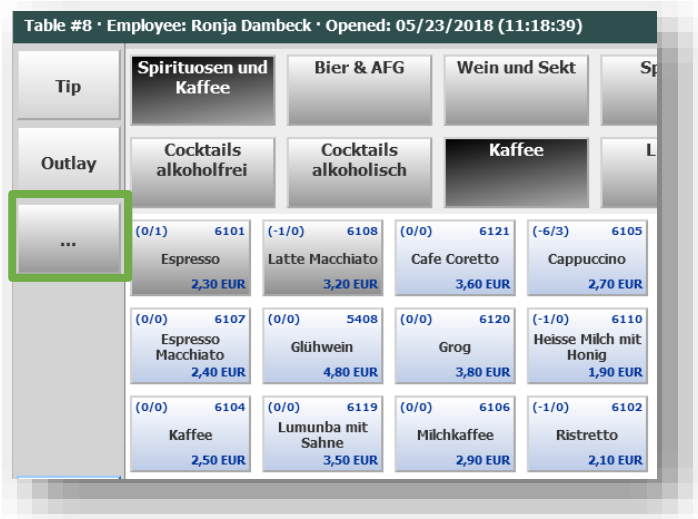 Table #8 · Employee: Ronja Dambeck · Opened: 05/23/2018 (11:18:39)
Tip
Outlay
...
Spirituosen und
Kaffee
Bier & AFG
Wein und Sekt
Cocktails
alkoholfrei
Cocktails
alkoholisch
Kaffee
L
(0/1) 6101
Espresso
2,30 EUR
(-1/0) 6108
Latte Macchiato
3,20 EUR
(0/0) 6121
Cafe Coretto
3,60 EUR
(-6/3) 6105
Cappuccino
2,70 EUR
(0/0) 6107
Espresso
Macchiato
2,40 EUR
(0/0) 5408
Glühwein
4,80 EUR
(0/0) 6120
Grog
3,80 EUR
(-1/0) 6110
Heisse Milch mit
Honig
1,90 EUR
(0/0) 6104
Kaffee
2,50 EUR
(0/0) 6119
Lumunba mit
Sahne
3,50 EUR
(0/0) 6106
Milchkaffee
2,90 EUR
(-1/0) 6102
Ristretto
2,10 EUR